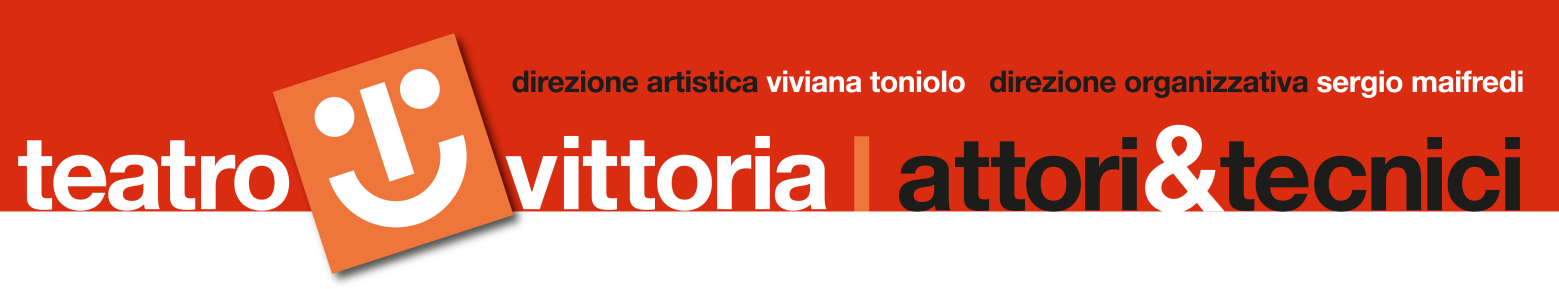 direzione artistica viviana toniolo direzione organizzativa sergio maifredi
teatro vittoria | attori&tecnici